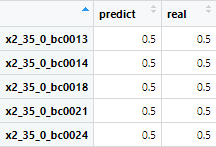 predict real
x2_35_0_bc0013 0.5 0.5
x2_35_0_bc0014 0.5 0.5
x2_35_0_bc0018 0.5 0.5
x2_35_0_bc0021 0.5 0.5
x2_35_0_bc0024 0.5 0.5